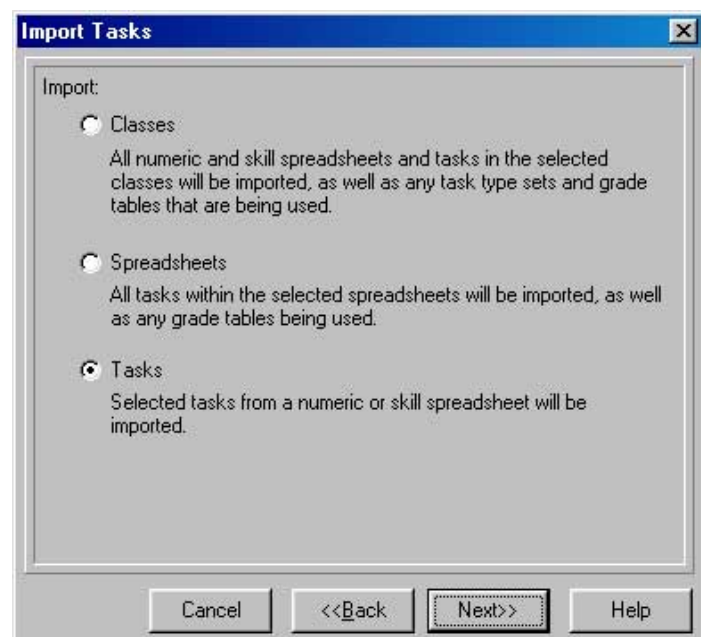 Import Tasks
Import:
Classes
All numeric and skill spreadsheets and tasks in the selected
classes will be imported, as well as any task type sets and grade
tables that are being used.
Spreadsheets
All tasks within the selected spreadsheets will be imported, as well
as any grade tables being used.
Tasks
Selected tasks from a numeric or skill spreadsheet will be
imported.
Cancel <<Back Next>> Help